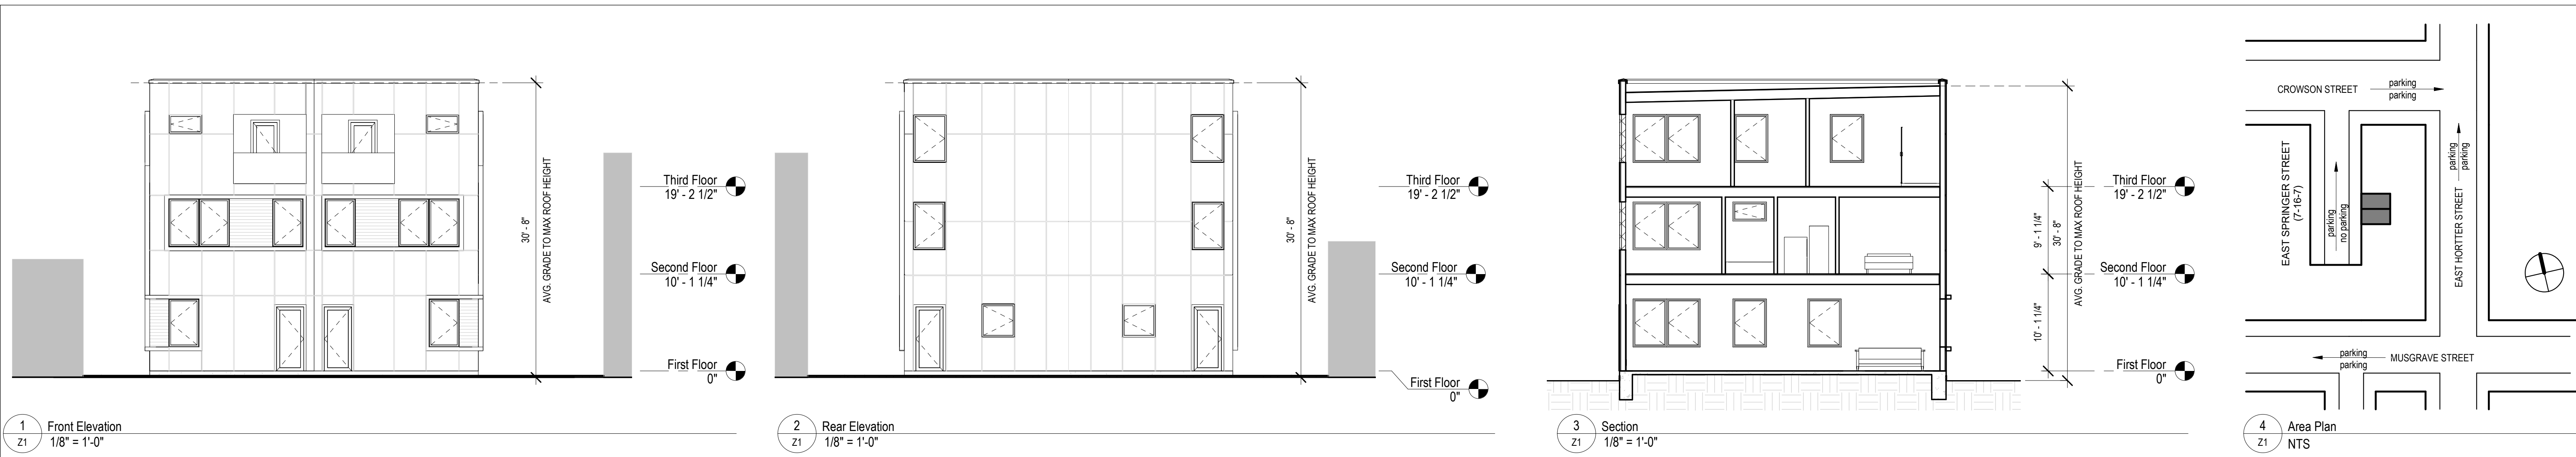 30' - 8"
AVG. GRADE TO MAX ROOF HEIGHT
Third Floor
19' - 2 1/2"
Second Floor
10' - 1 1/4"
First Floor
0"
1
Z1
Front Elevation
1/8" = 1'-0"
30' - 8"
AVG. GRADE TO MAX ROOF HEIGHT
Third Floor
19' - 2 1/2"
Second Floor
10' - 1 1/4"
First Floor
0"
2
Z1
Rear Elevation
1/8" = 1'-0"
9' - 1 1/4"
10' - 1 1/4"
30' - 8"
AVG. GRADE TO MAX ROOF HEIGHT
Third Floor
19' - 2 1/2"
Second Floor
10' - 1 1/4"
First Floor
0"
3
Z1
Section
1/8" = 1'-0"
CROWSON STREET
parking
parking
EAST SPRINGER STREET
(7-16-7)
parking
no parking
parking
parking
EAST HORTTER STREET
parking
parking
MUSGRAVE STREET
4
Z1
Area Plan
NTS